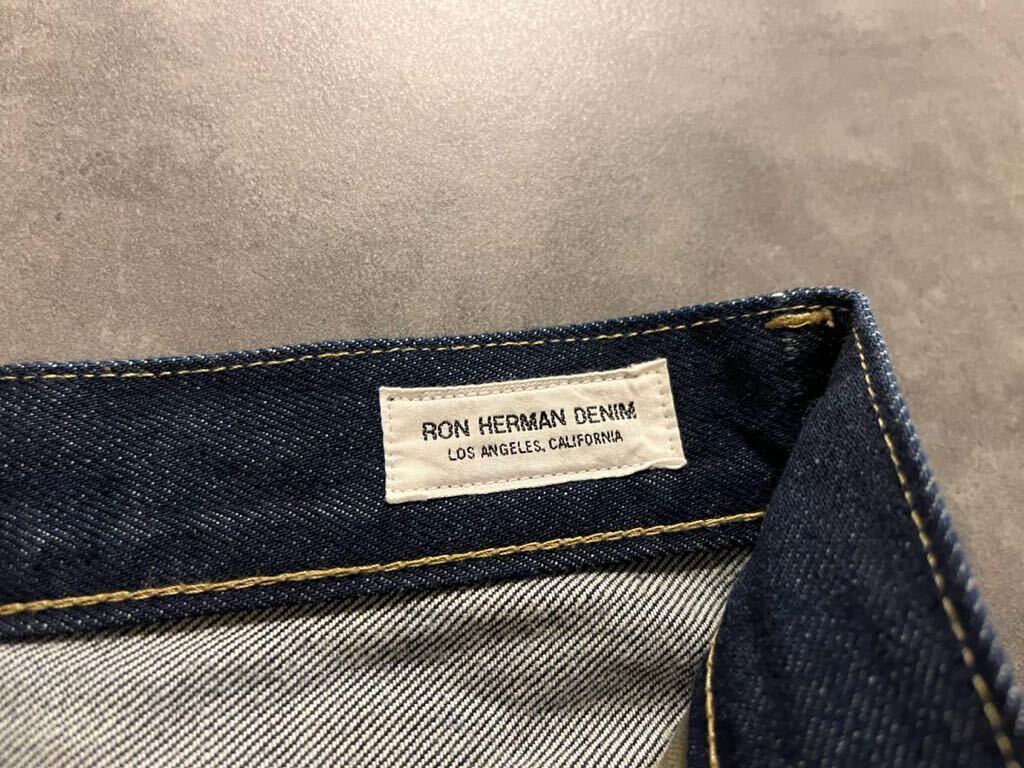 RON HERMAN DENIM
LOS ANGELES, CALIFORNIA